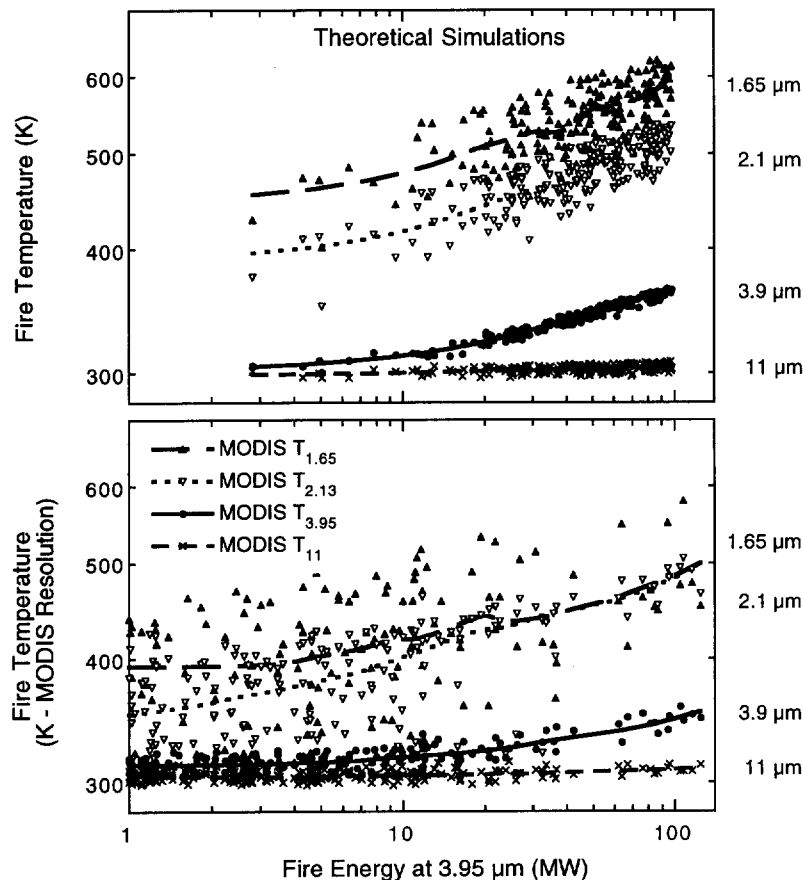 Theoretical Simulations
Fire Temperature (K)
600
500
400
300
1.65 µm
2.1 µm
3.9 µm
11 µm
MODIS T1.65
MODIS T2.13
MODIS T3.95
MODIS T11
Fire Temperature
(K - MODIS Resolution)
600
500
400
300
1.65 µm
2.1 µm
3.9 µm
11 µm
1
10
100
Fire Energy at 3.95 µm (MW)